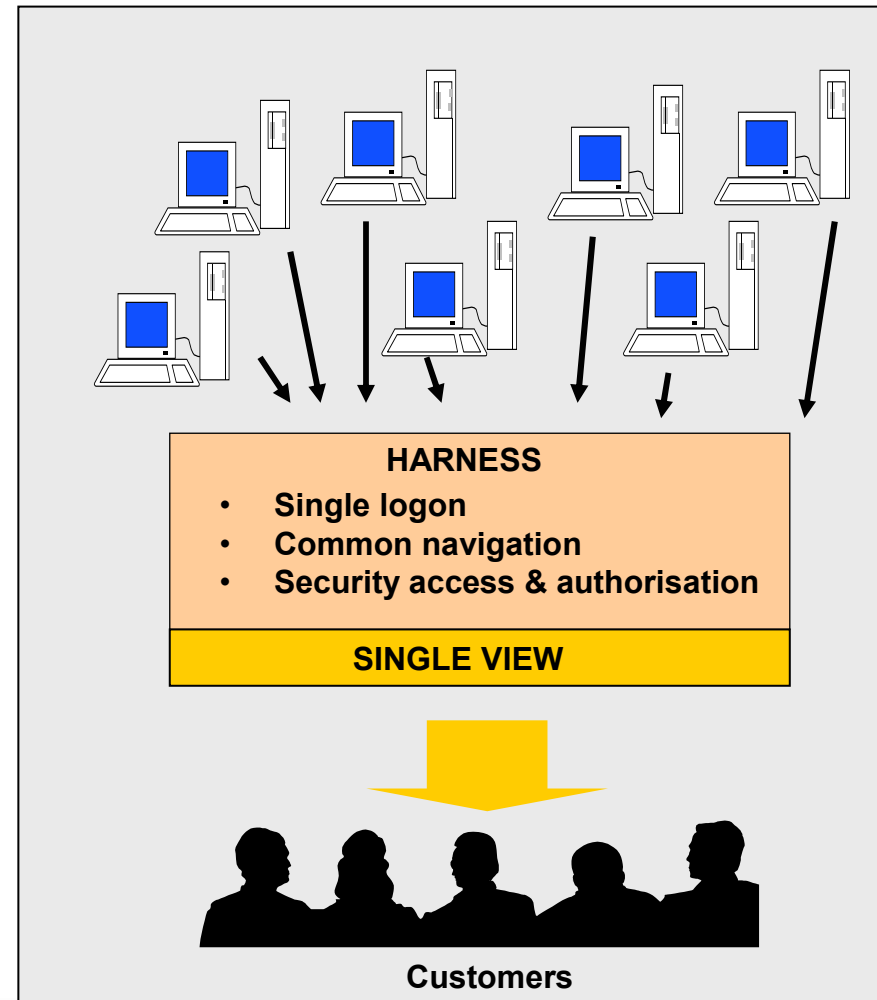 HARNESS
• Single logon
• Common navigation
• Security access & authorisation
SINGLE VIEW
Customers